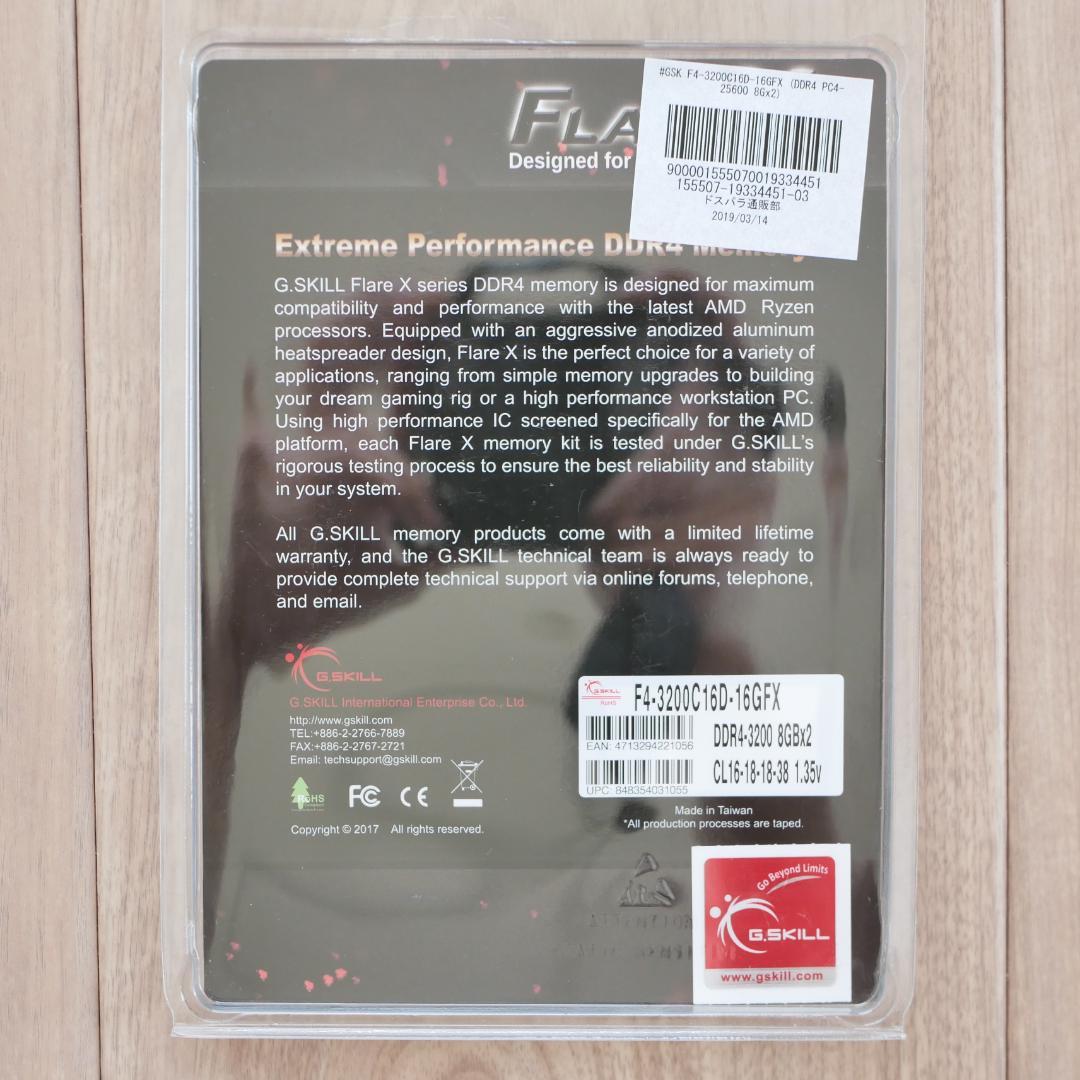 #GSK F4-3200C16D-16GFX (DDR4 PC4-
25600 8Gx2)
900001555070019334451
155507-19334451-03
ドスパラ通販部
2019/03/14
FLA
Designed for
Extreme Performance DDR4 Memory
G.SKILL Flare X series DDR4 memory is designed for maximum
compatibility and performance with the latest AMD Ryzen
processors. Equipped with an aggressive anodized aluminum
heatspreader design, Flare X is the perfect choice for a variety of
applications, ranging from simple memory upgrades to building
your dream gaming rig or a high performance workstation PC.
Using high performance IC screened specifically for the AMD
platform, each Flare X memory kit is tested under G.SKILL's
rigorous testing process to ensure the best reliability and stability
in your system.
All G.SKILL memory products come with a limited lifetime
warranty, and the G.SKILL technical team is always ready to
provide complete technical support via online forums, telephone,
and email.
G.SKILL
G.SKILL International Enterprise Co., Ltd.
http://www.gskill.com
TEL:+886-2-2766-7889
FAX:+886-2-2767-2721
Email: techsupport@gskill.com
RoHS
FC CE
Copyright © 2017 All rights reserved.
G.SKILL
RoHS
F4-3200C16D-16GFX
DDR4-3200 8GBx2
EAN: 4713294221056
CL16-18-18-38 1.35v
UPC: 848354031055
Made in Taiwan
*All production processes are taped.
Go Beyond Limits
G.SKILL
www.gskill.com